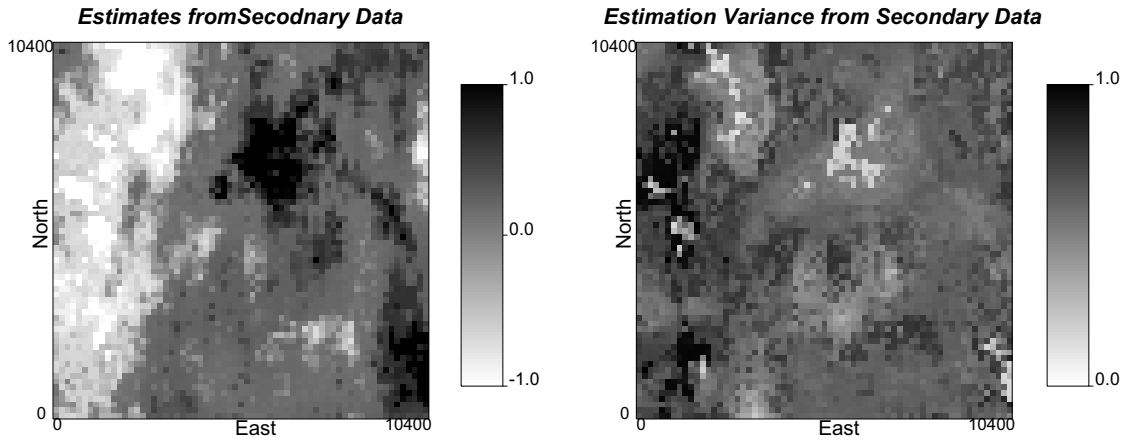 Estimates fromSecodnary Data
10400
North
0
0
East
10400
1.0
0.0
-1.0
Estimation Variance from Secondary Data
10400
North
0
0
East
10400
1.0
0.0